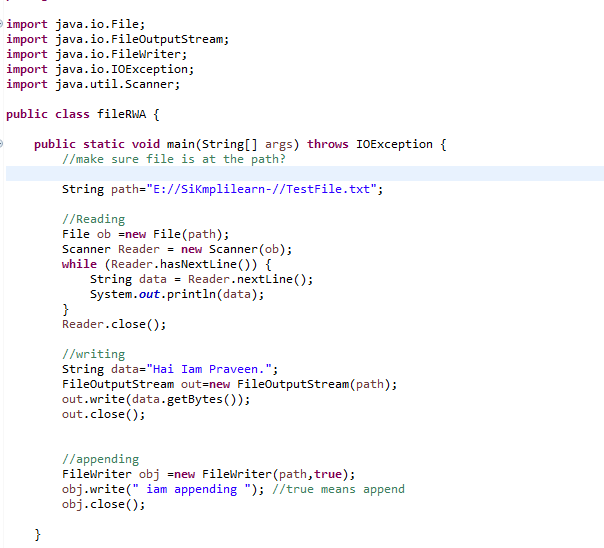 import java.io.File;
import java.io.FileOutputStream;
import java.io.FileWriter;
import java.io.IOException;
import java.util.Scanner;
public class fileRWA {
public static void main(String[] args) throws IOException {
//make sure file is at the path?
String path="E://SiKmplilearn-//TestFile.txt";
//Reading
File ob =new File(path);
Scanner Reader = new Scanner(ob);
while (Reader.hasNextLine()) {
String data = Reader.nextLine();
System.out.println(data);
}
Reader.close();
//writing
String data="Hai Iam Praveen.";
FileOutputStream out=new FileOutputStream(path);
out.write(data.getBytes());
out.close();
//appending
FileWriter obj =new FileWriter(path,true);
obj.write(" iam appending "); //true means append
obj.close();
}